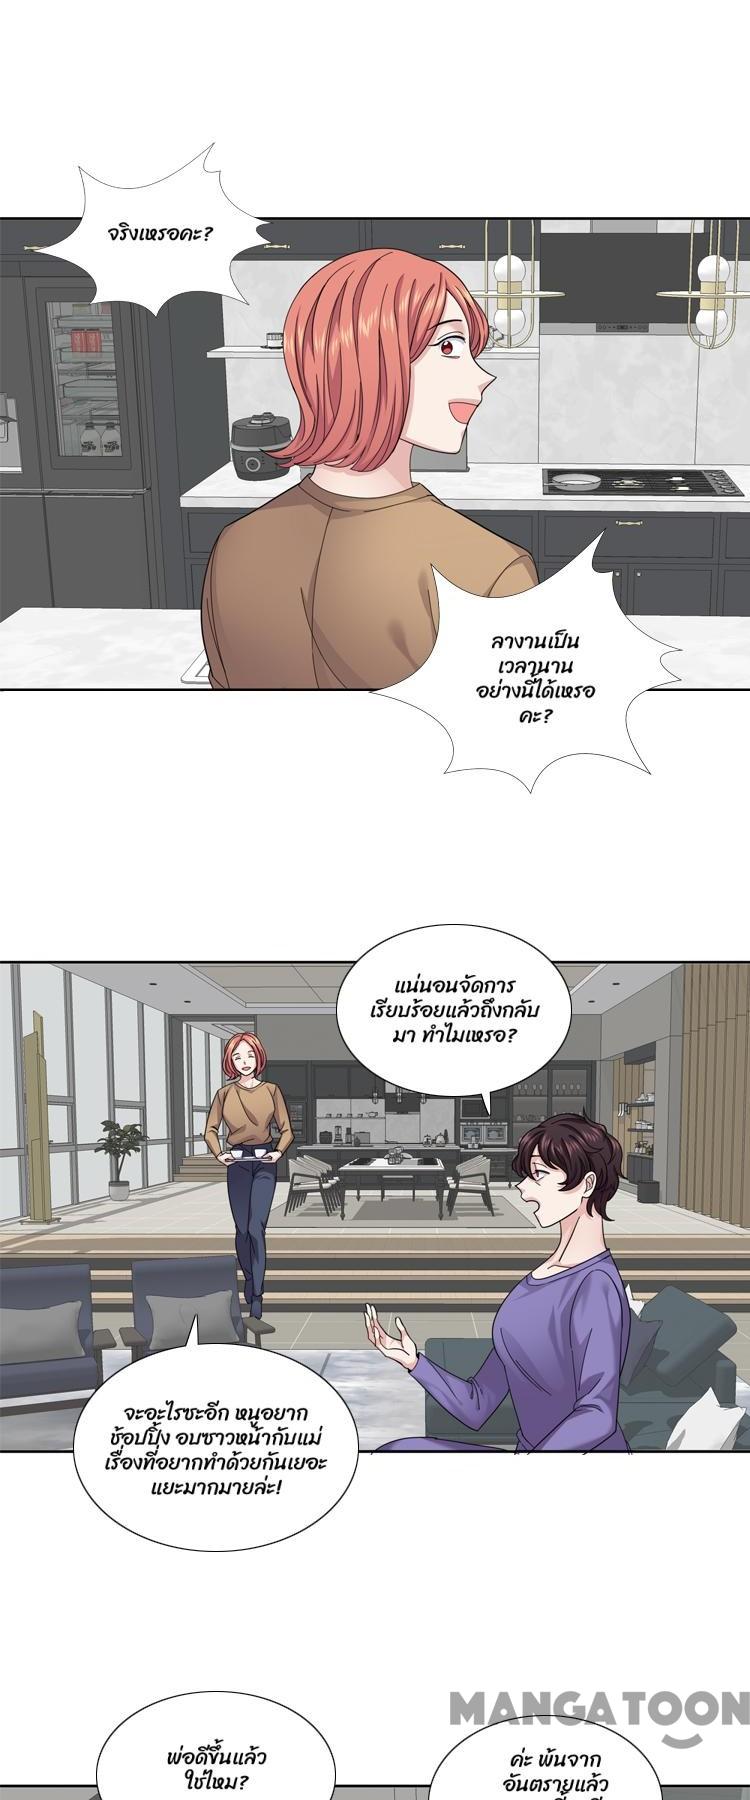 จริงเหรอคะ?
ลางานเป็น
เวลานาน
อย่างนี้ได้เหรอ
คะ?
แน่นอนจัดการ
เรียบร้อยแล้วถึงกลับ
มา ทำไมเหรอ?
จะอะไรซะอีก หนูอยาก
ช้อปปิ้ง อบซาวหน้ากับแม่
เรื่องที่อยากทำด้วยกันเยอะ
แยะมากมายล่ะ!
MANGATOON
พ่อดีขึ้นแล้ว
ใช่ไหม?
ค่ะ พ้นจาก
อันตรายแล้ว